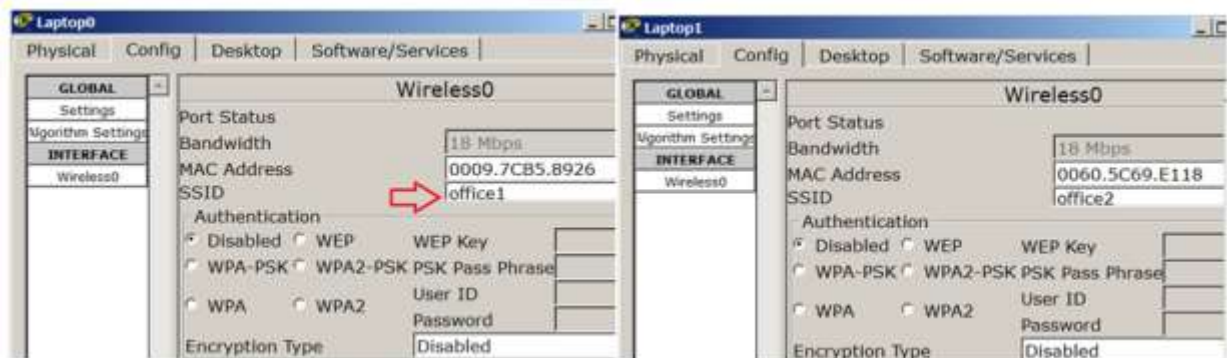 Laptop0
Physical Config Desktop Software/Services
GLOBAL
Settings
Algorithm Settings
INTERFACE
Wireless0
Wireless0
Port Status
Bandwidth 18 Mbps
MAC Address 0009.7CB5.8926
SSID office1
Authentication
Disabled WEP WEP Key
WPA-PSK WPA2-PSK PSK Pass Phrase
WPA WPA2 User ID
Password
Encryption Type Disabled
Laptop1
Physical Config Desktop Software/Services
GLOBAL
Settings
Algorithm Settings
INTERFACE
Wireless0
Wireless0
Port Status
Bandwidth 18 Mbps
MAC Address 0060.5C69.E118
SSID office2
Authentication
Disabled WEP WEP Key
WPA-PSK WPA2-PSK PSK Pass Phrase
WPA WPA2 User ID
Password
Encryption Type Disabled